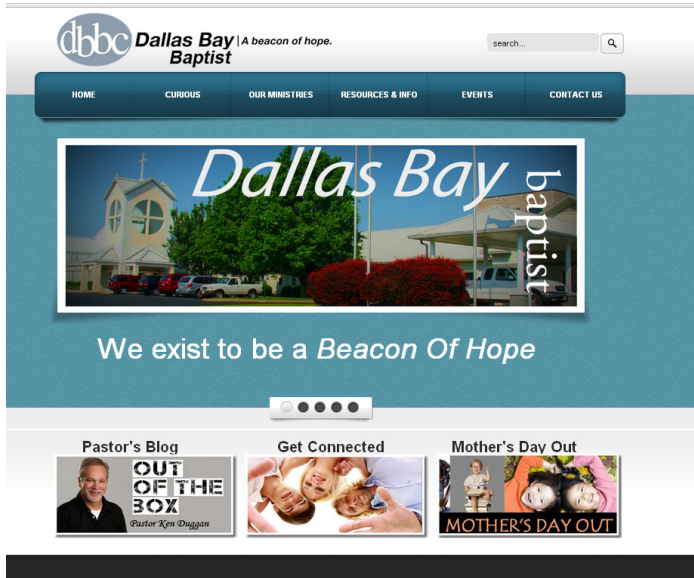 dbbc
Dallas Bay | A beacon of hope.
Baptist
search...
HOME
CURIOUS
OUR MINISTRIES
RESOURCES & INFO
EVENTS
CONTACT US
Dallas Bay
baptist
We exist to be a Beacon Of Hope
Pastor's Blog
Get Connected
Mother's Day Out
OUT
OF THE
BOX
Pastor Ken Duggan
MOTHER'S DAY OUT